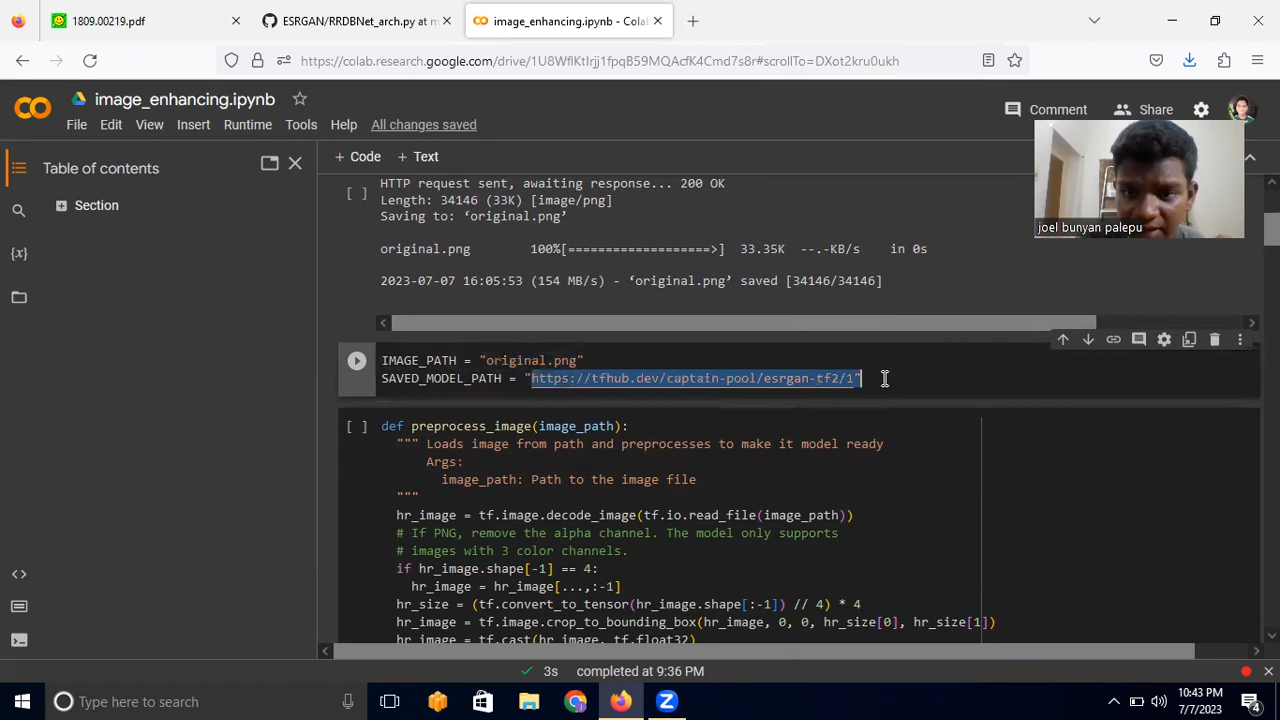 1809.00219.pdf
ESRGAN/RRDBNet_arch.py at m
image_enhancing.ipynb - Colab
https://colab.research.google.com/drive/1U8WflKtIrjj1fpqB59MQAcfK4Cmd7s8r#scrollTo=DXot2kru0ukh
image_enhancing.ipynb
Comment
Share
File Edit View Insert Runtime Tools Help All changes saved
Table of contents
+ Code + Text
Section
HTTP request sent, awaiting response... 200 OK
[ ]
Length: 34146 (33K) [image/png]
Saving to: ‘original.png’
joel bunyan palepu
original.png 100%[===================>] 33.35K --.-KB/s in 0s
{x}
2023-07-07 16:05:53 (154 MB/s) - ‘original.png’ saved [34146/34146]
IMAGE_PATH = "original.png"
SAVED_MODEL_PATH = "https://tfhub.dev/captain-pool/esrgan-tf2/1"
[ ] def preprocess_image(image_path):
""" Loads image from path and preprocesses to make it model ready
Args:
image_path: Path to the image file
"""
hr_image = tf.image.decode_image(tf.io.read_file(image_path))
# If PNG, remove the alpha channel. The model only supports
# images with 3 color channels.
if hr_image.shape[-1] == 4:
hr_image = hr_image[...,:-1]
hr_size = (tf.convert_to_tensor(hr_image.shape[:-1]) // 4) * 4
hr_image = tf.image.crop_to_bounding_box(hr_image, 0, 0, hr_size[0], hr_size[1])
hr_image = tf.cast(hr_image, tf.float32)
3s completed at 9:36 PM
Type here to search
10:43 PM
7/7/2023
4